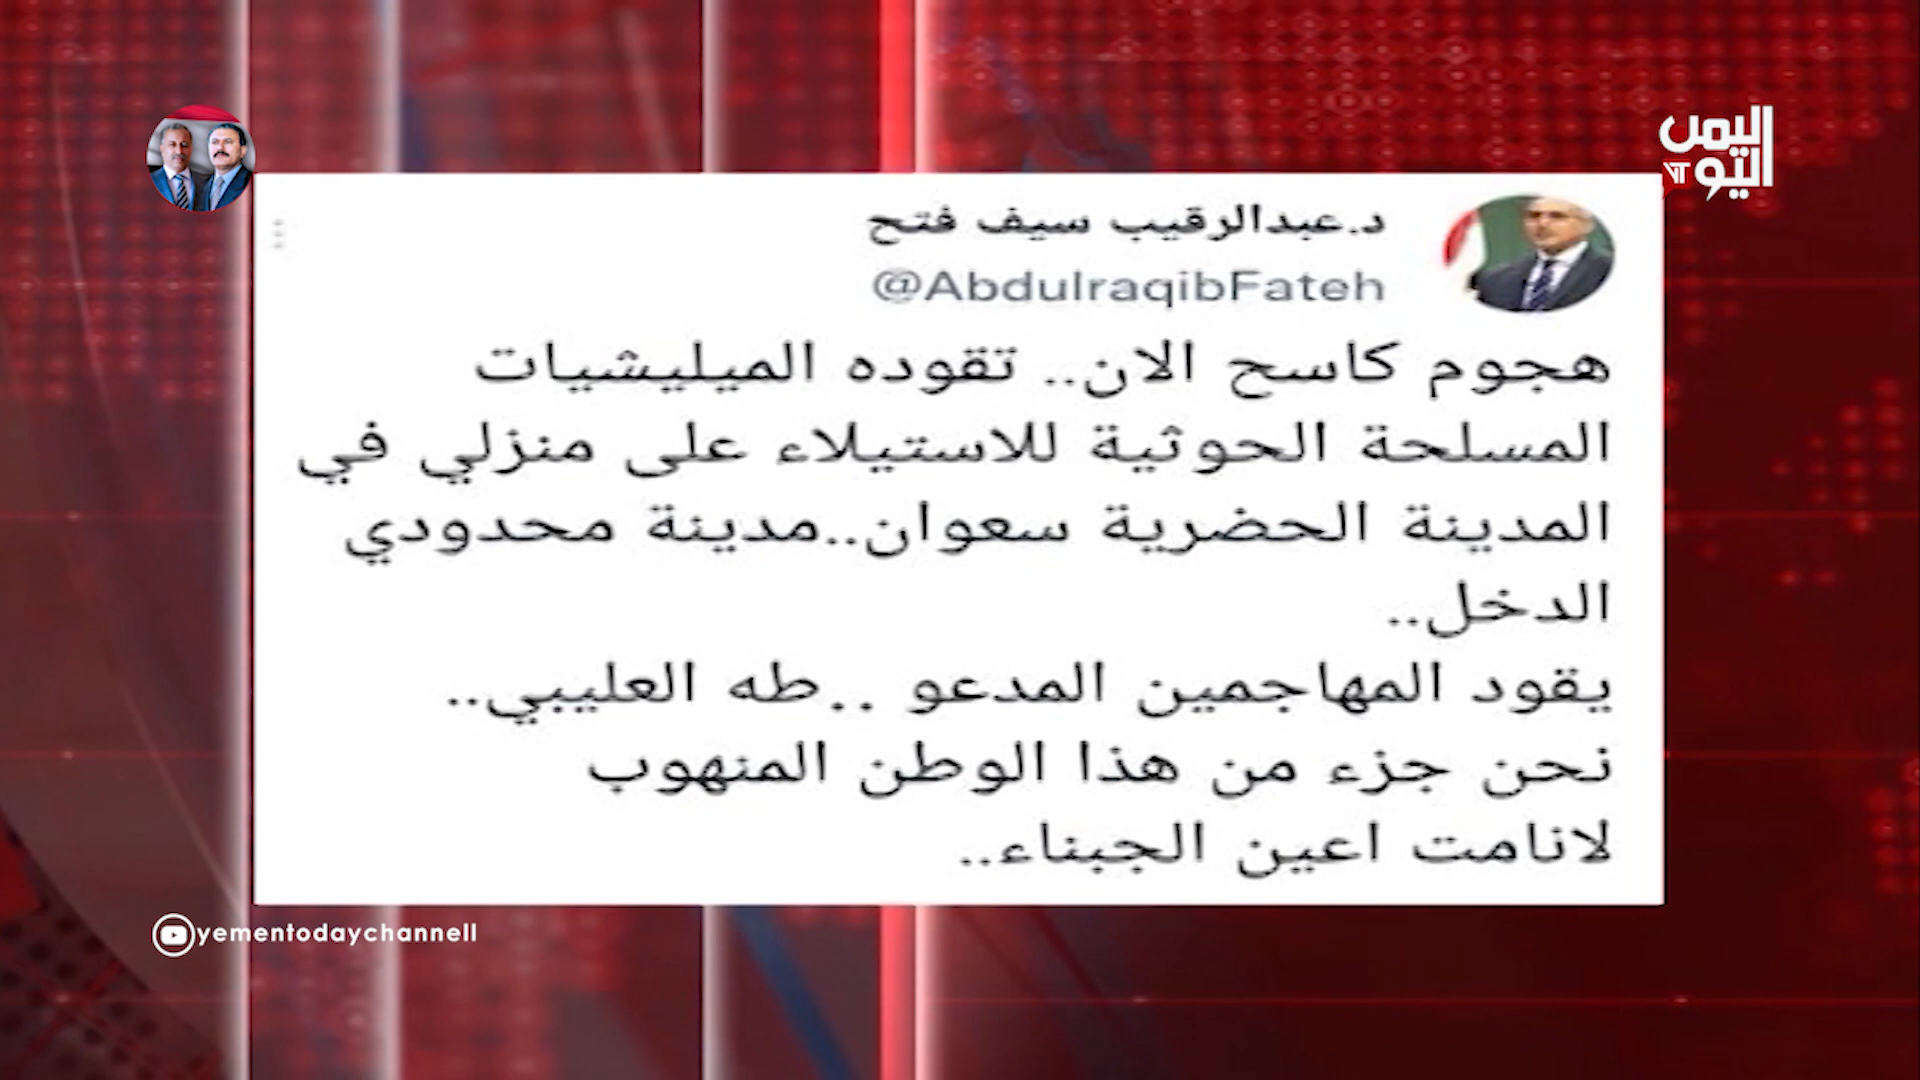 اليمن
اليوم
YT
د.عبدالرقيب سيف فتح
@AbdulraqibFateh
هجوم كاسح الان.. تقوده الميليشيات
المسلحة الحوثية للاستيلاء على منزلي في
المدينة الحضرية سعوان..مدينة محدودي
الدخل..
يقود المهاجمين المدعو ..طه العليبي..
نحن جزء من هذا الوطن المنهوب
لانامت اعين الجبناء..
yementodaychannell